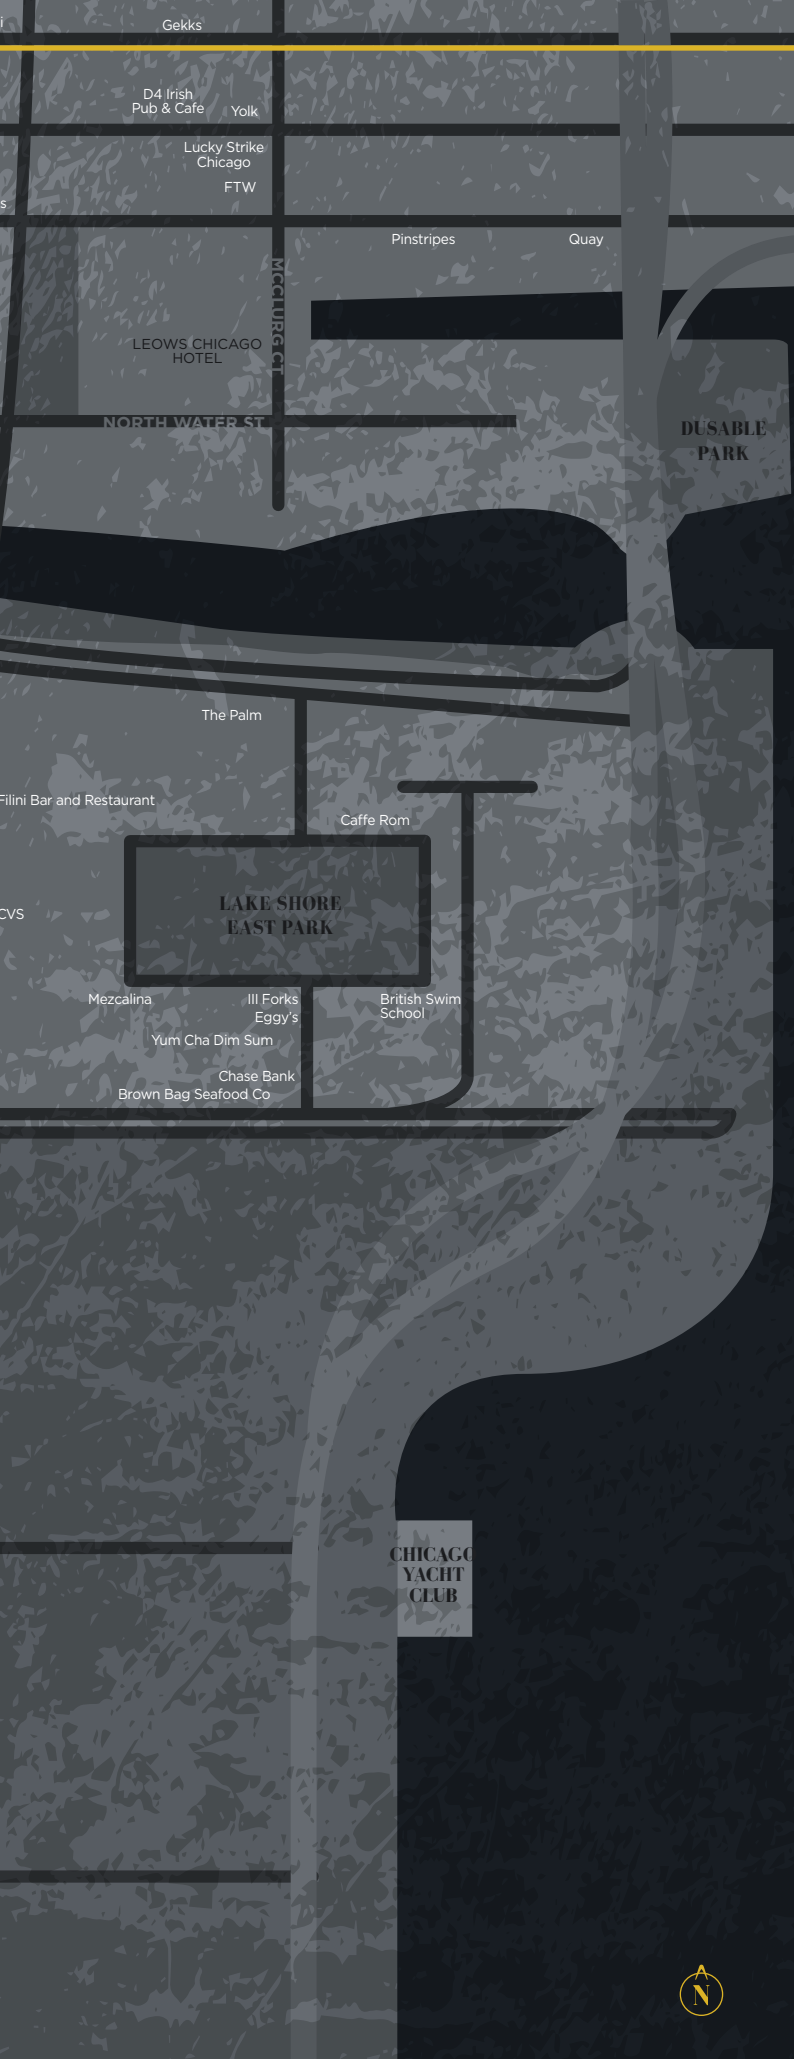 i
Gekks
D4 Irish
Pub & Cafe
Yolk
Lucky Strike
Chicago
FTW
s
Pinstripes
Quay
MCCLURG CT
LEOWS CHICAGO
HOTEL
NORTH WATER ST
DUSABLE
PARK
The Palm
Filini Bar and Restaurant
Caffe Rom
LAKE SHORE
EAST PARK
CVS
Mezcalina
III Forks
Eggy's
British Swim
School
Yum Cha Dim Sum
Chase Bank
Brown Bag Seafood Co
CHICAGO
YACHT
CLUB
N